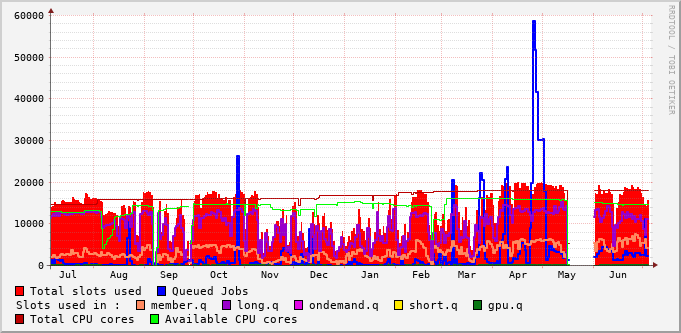 60000
50000
40000
30000
20000
10000
0
Jul Aug Sep Oct Nov Dec Jan Feb Mar Apr May Jun
Total slots used Queued Jobs
Slots used in : member.q long.q ondemand.q short.q gpu.q
Total CPU cores Available CPU cores
RRDTOOL / TOBI OETIKER